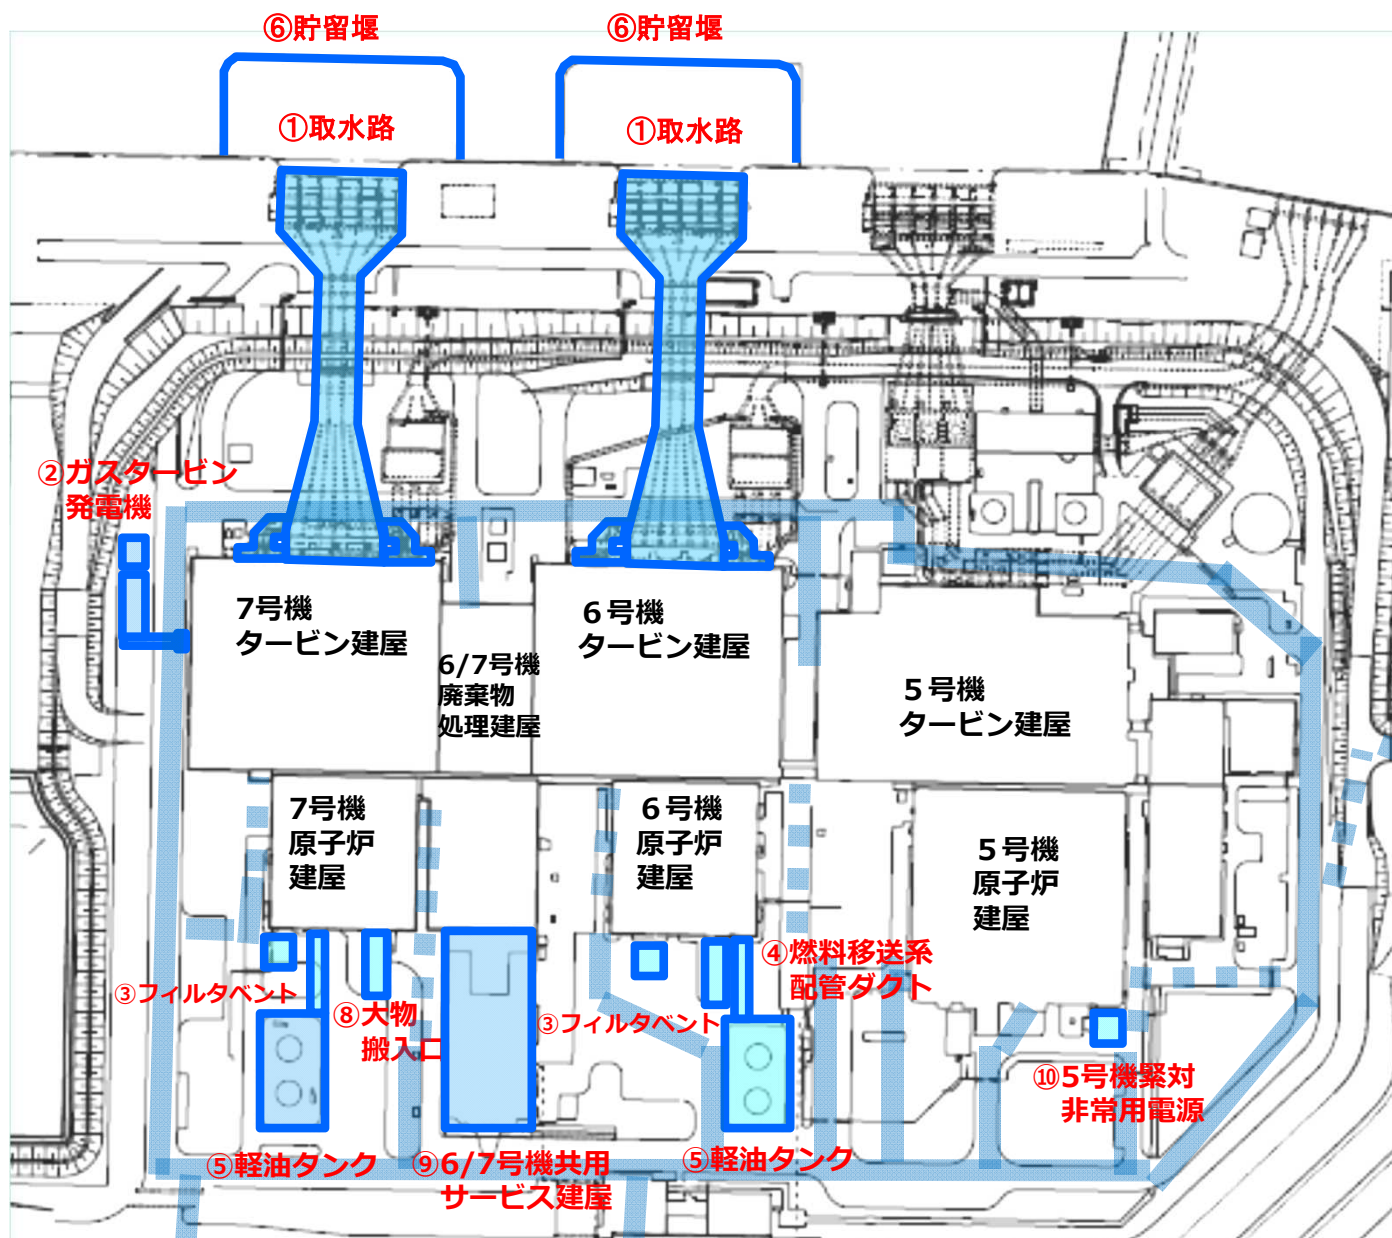 ⑥貯留堰
⑥貯留堰
①取水路
①取水路
②ガスタービン
発電機
7号機
タービン建屋
6/7号機
廃棄物
処理建屋
６号機
タービン建屋
５号機
タービン建屋
7号機
原子炉
建屋
６号機
原子炉
建屋
５号機
原子炉
建屋
③フィルタベント
⑧大物
搬入口
③フィルタベント
④燃料移送系
配管ダクト
⑩5号機緊対
非常用電源
⑤軽油タンク
⑨6/7号機共用
サービス建屋
⑤軽油タンク